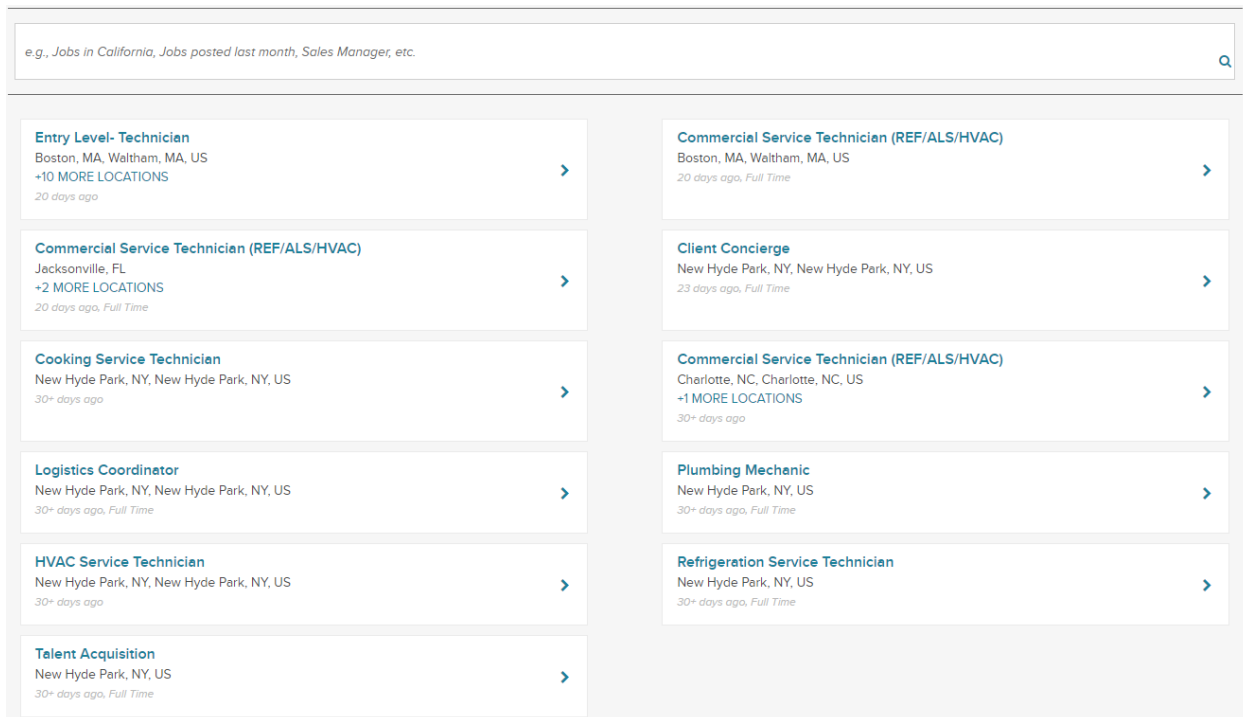 e.g., Jobs in California, Jobs posted last month, Sales Manager, etc.
Entry Level- Technician
Boston, MA, Waltham, MA, US
+10 MORE LOCATIONS
20 days ago
Commercial Service Technician (REF/ALS/HVAC)
Boston, MA, Waltham, MA, US
20 days ago, Full Time
Commercial Service Technician (REF/ALS/HVAC)
Jacksonville, FL
+2 MORE LOCATIONS
20 days ago, Full Time
Client Concierge
New Hyde Park, NY, New Hyde Park, NY, US
23 days ago, Full Time
Cooking Service Technician
New Hyde Park, NY, New Hyde Park, NY, US
30+ days ago
Commercial Service Technician (REF/ALS/HVAC)
Charlotte, NC, Charlotte, NC, US
+1 MORE LOCATIONS
30+ days ago
Logistics Coordinator
New Hyde Park, NY, New Hyde Park, NY, US
30+ days ago, Full Time
Plumbing Mechanic
New Hyde Park, NY, US
30+ days ago, Full Time
HVAC Service Technician
New Hyde Park, NY, New Hyde Park, NY, US
30+ days ago
Refrigeration Service Technician
New Hyde Park, NY, US
30+ days ago, Full Time
Talent Acquisition
New Hyde Park, NY, US
30+ days ago, Full Time